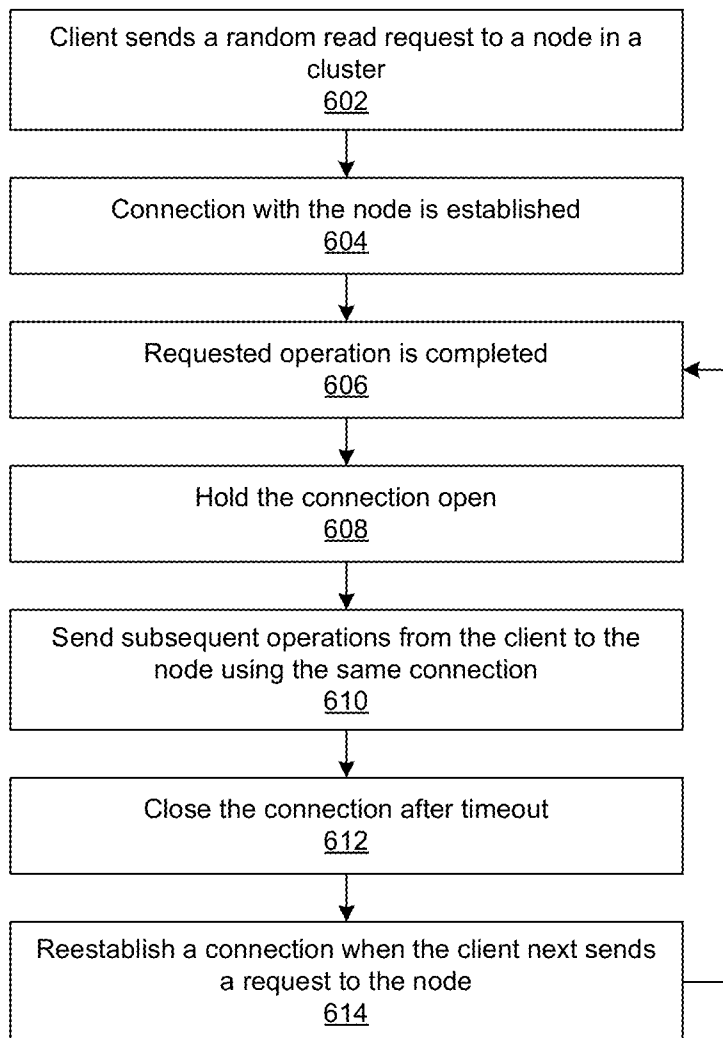 Client sends a random read request to a node in a
cluster
602
Connection with the node is established
604
Requested operation is completed
606
Hold the connection open
608
Send subsequent operations from the client to the
node using the same connection
610
Close the connection after timeout
612
Reestablish a connection when the client next sends
a request to the node
614